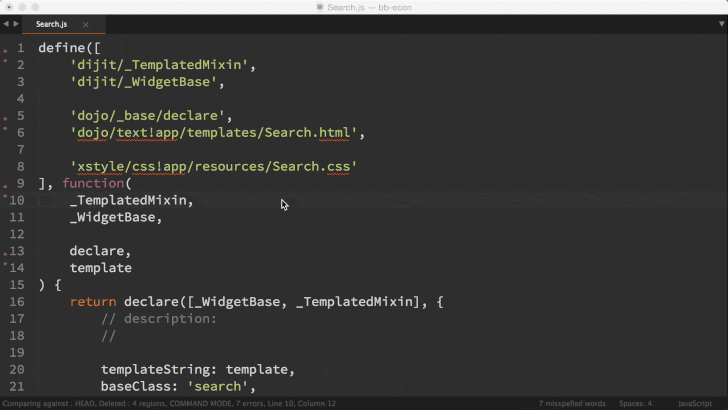 Search.js — bb-econ
Search.js ×
1 define([
2 'dijit/_TemplatedMixin',
3 'dijit/_WidgetBase',
4
5 'dojo/_base/declare',
6 'dojo/text!app/templates/Search.html',
7
8 'xstyle/css!app/resources/Search.css'
9 ], function(
10 _TemplatedMixin,
11 _WidgetBase,
12
13 declare,
14 template
15 ) {
16 return declare([_WidgetBase, _TemplatedMixin], {
17 // description:
18 //
19
20 templateString: template,
21 baseClass: 'search',
Comparing against : HEAD, Deleted : 4 regions, COMMAND MODE, 7 errors, Line 10, Column 12 7 misspelled words Spaces: 4 JavaScript